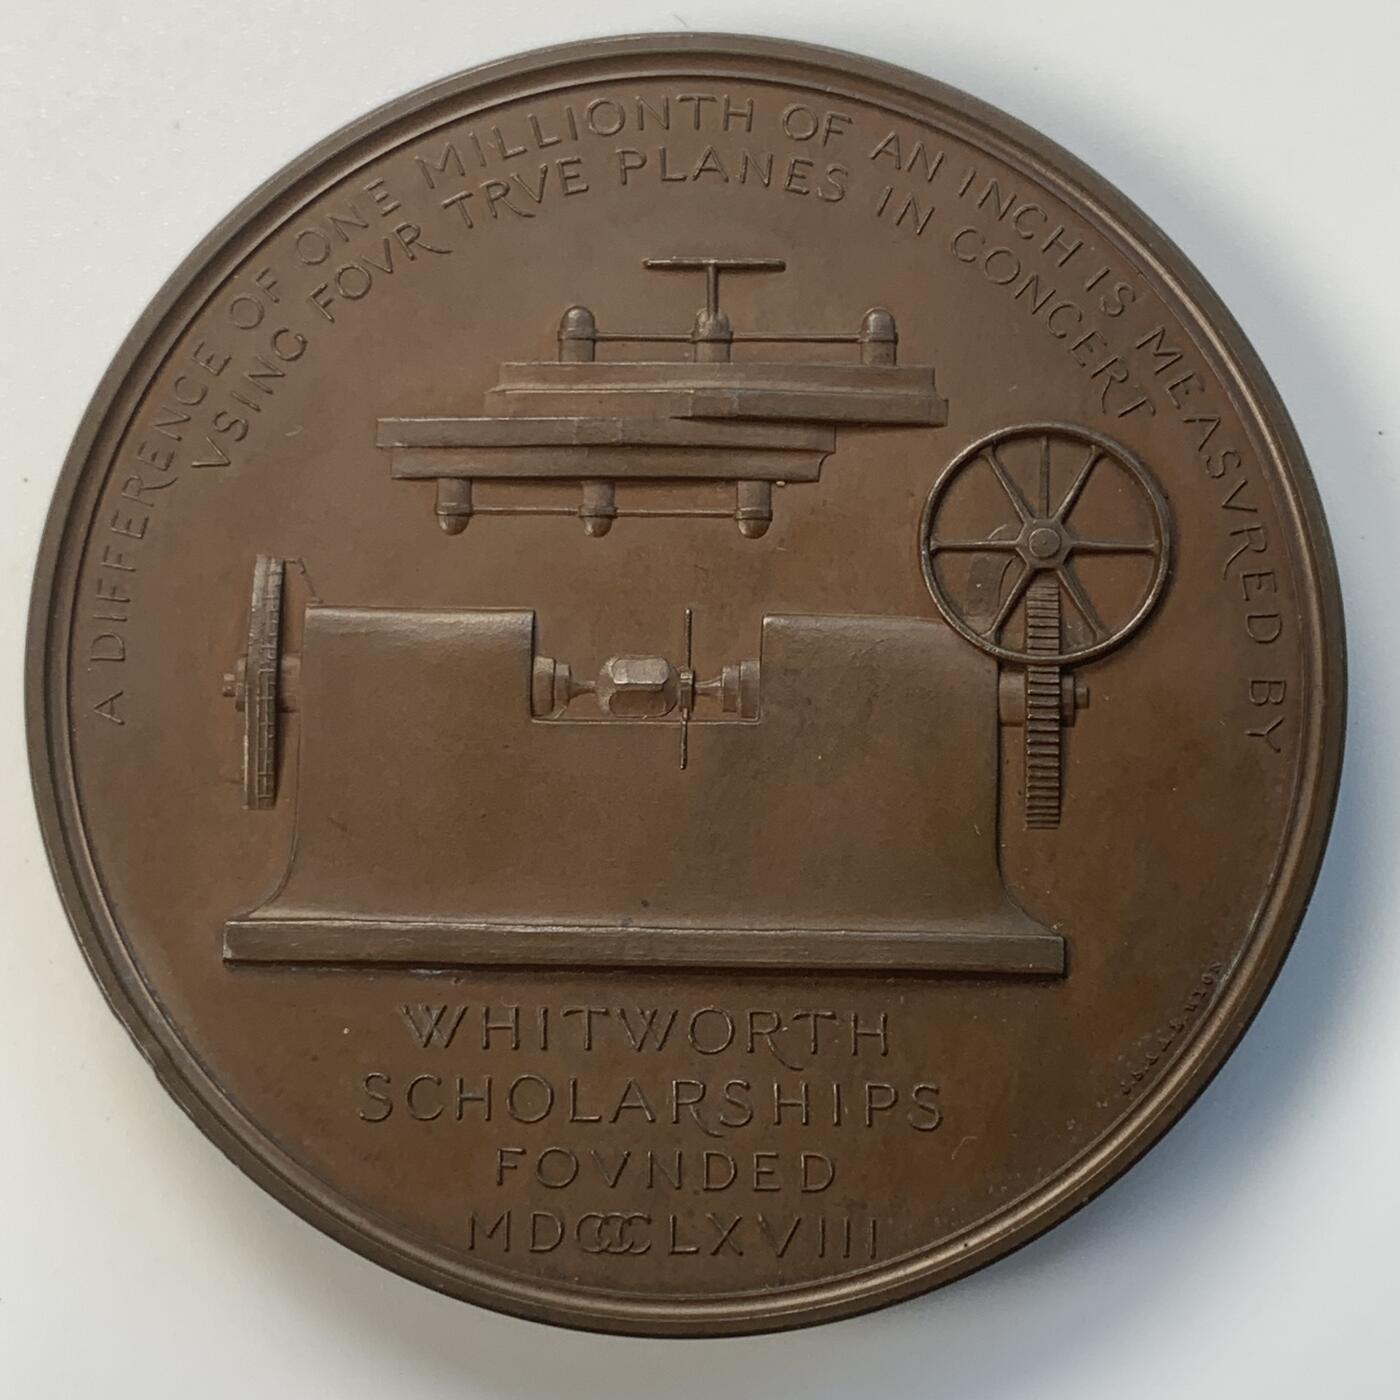 A DIFFERENCE OF ONE MILLIONTH OF AN INCH IS MEASVRED BY
VSING FOVR TRVE PLANES IN CONCERT
WHITWORTH
SCHOLARSHIPS
FOVNDED
MDCCCLXVIII